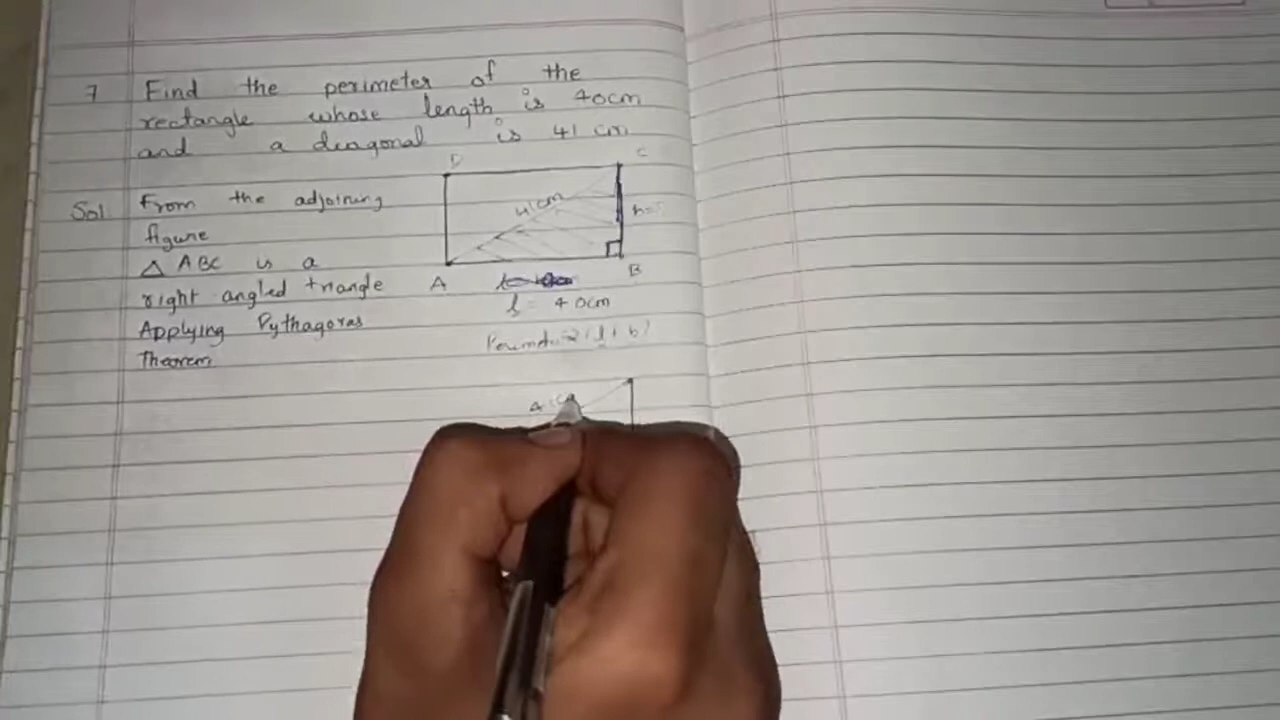 7 Find the perimeter of the
rectangle whose length is 40cm
and a diagonal is 41 cm
D C
Sol From the adjoining
figure
41cm
△ ABC is a
right angled triangle
A B
l = 40cm
Applying Pythagoras
Theorem